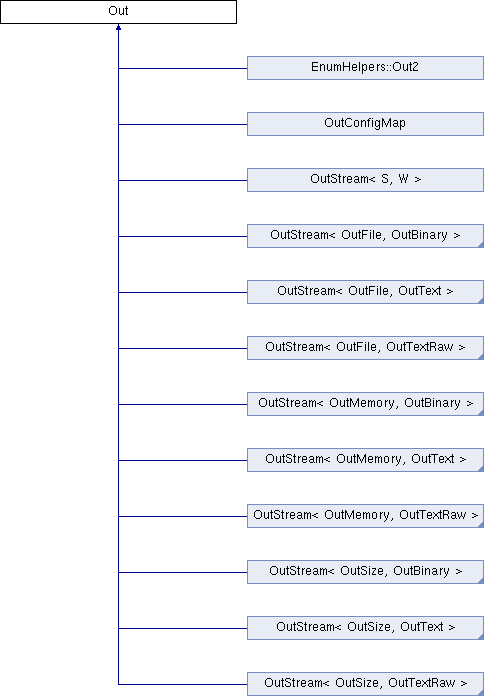 Out
EnumHelpers::Out2
OutConfigMap
OutStream< S, W >
OutStream< OutFile, OutBinary >
OutStream< OutFile, OutText >
OutStream< OutFile, OutTextRaw >
OutStream< OutMemory, OutBinary >
OutStream< OutMemory, OutText >
OutStream< OutMemory, OutTextRaw >
OutStream< OutSize, OutBinary >
OutStream< OutSize, OutText >
OutStream< OutSize, OutTextRaw >